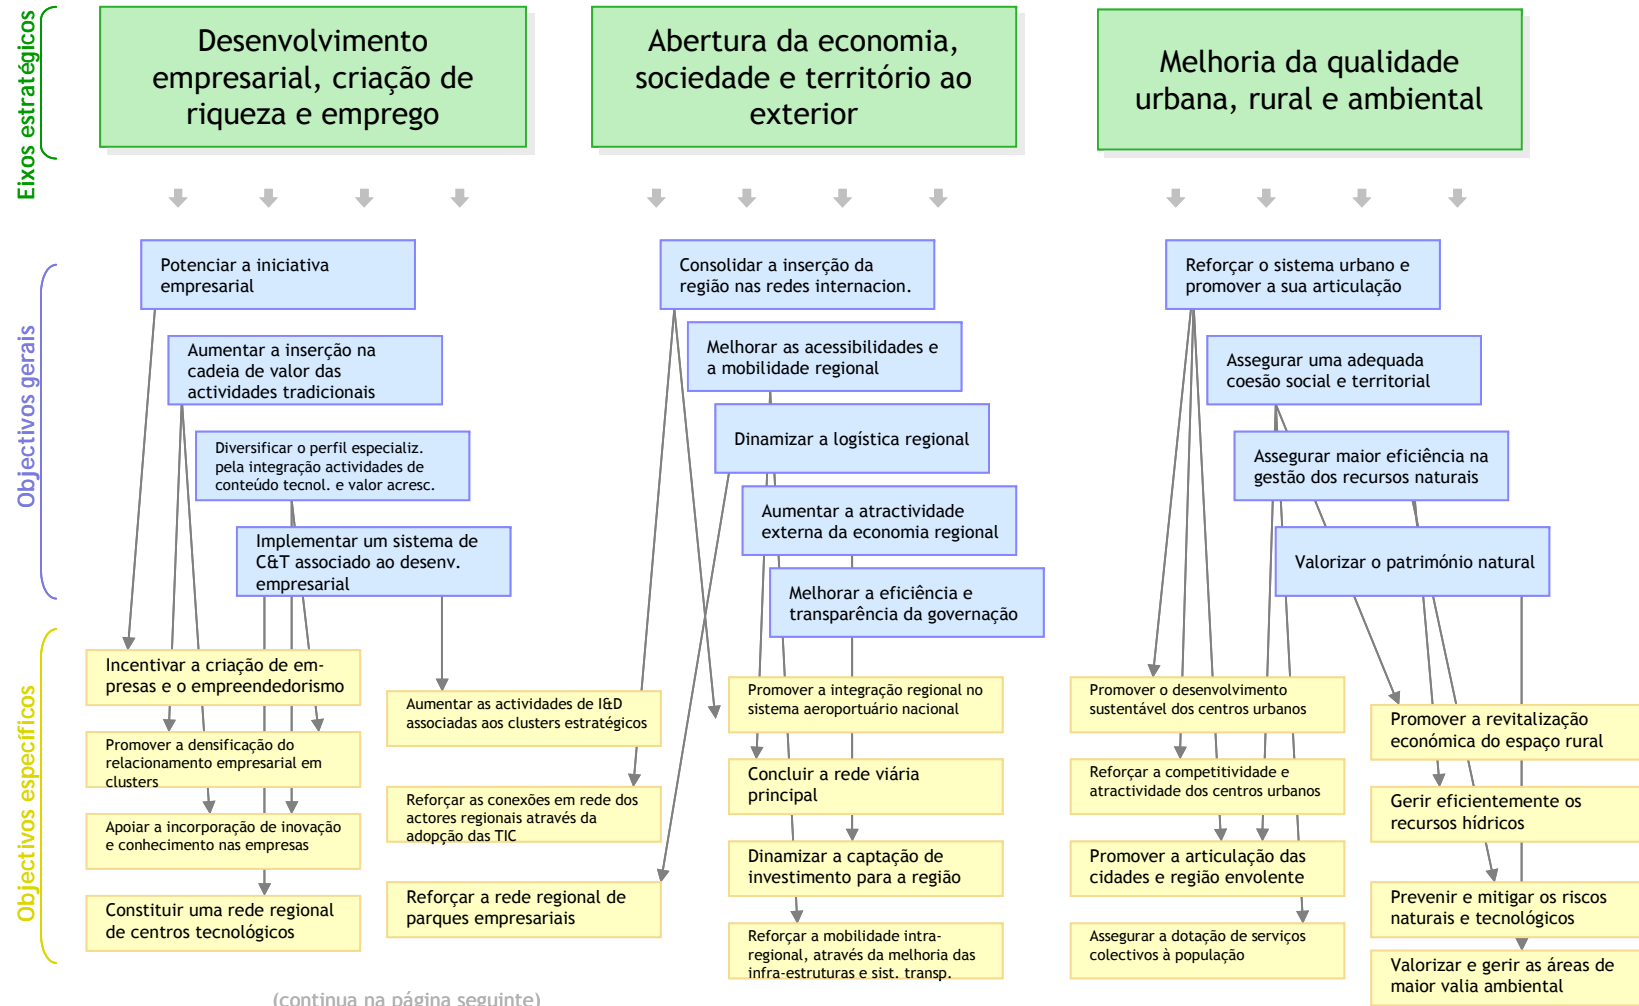 Eixos estratégicos
Desenvolvimento
empresarial, criação de
riqueza e emprego
Abertura da economia,
sociedade e território ao
exterior
Melhoria da qualidade
urbana, rural e ambiental
Objectivos gerais
Potenciar a iniciativa
empresarial
Aumentar a inserção na
cadeia de valor das
actividades tradicionais
Diversificar o perfil especializ.
pela integração actividades de
conteúdo tecnol. e valor acresc.
Implementar um sistema de
C&T associado ao desenv.
empresarial
Consolidar a inserção da
região nas redes internacion.
Melhorar as acessibilidades e
a mobilidade regional
Dinamizar a logística regional
Aumentar a atractividade
externa da economia regional
Melhorar a eficiência e
transparência da governação
Reforçar o sistema urbano e
promover a sua articulação
Assegurar uma adequada
coesão social e territorial
Assegurar maior eficiência na
gestão dos recursos naturais
Valorizar o património natural
Objectivos específicos
Incentivar a criação de em-
presas e o empreendedorismo
Promover a densificação do
relacionamento empresarial em
clusters
Apoiar a incorporação de inovação
e conhecimento nas empresas
Constituir uma rede regional
de centros tecnológicos
Aumentar as actividades de I&D
associadas aos clusters estratégicos
Reforçar as conexões em rede dos
actores regionais através da
adopção das TIC
Reforçar a rede regional de
parques empresariais
Promover a integração regional no
sistema aeroportuário nacional
Concluir a rede viária
principal
Dinamizar a captação de
investimento para a região
Reforçar a mobilidade intra-
regional, através da melhoria das
infra-estruturas e sist. transp.
Promover o desenvolvimento
sustentável dos centros urbanos
Reforçar a competitividade e
atractividade dos centros urbanos
Promover a articulação das
cidades e região envolente
Assegurar a dotação de serviços
colectivos à população
Promover a revitalização
económica do espaço rural
Gerir eficientemente os
recursos hídricos
Prevenir e mitigar os riscos
naturais e tecnológicos
Valorizar e gerir as áreas de
maior valia ambiental
(continua na página seguinte)